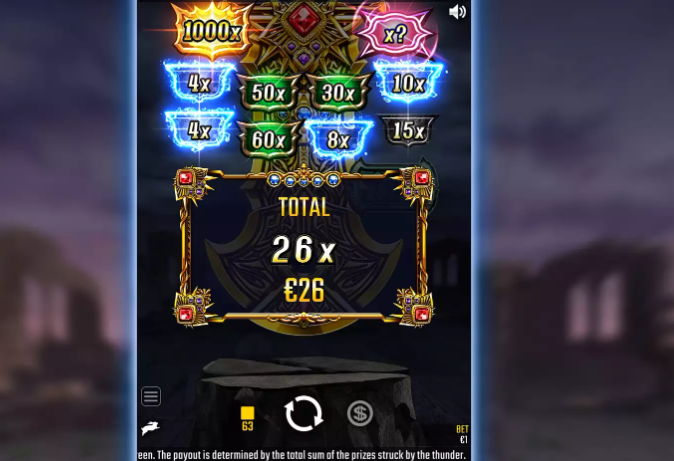 1000x
x?
4x
50x
30x
10x
4x
60x
8x
15x
TOTAL
26x
€26
63
BET
€1
een. The payout is determined by the total sum of the prizes struck by the thunder.